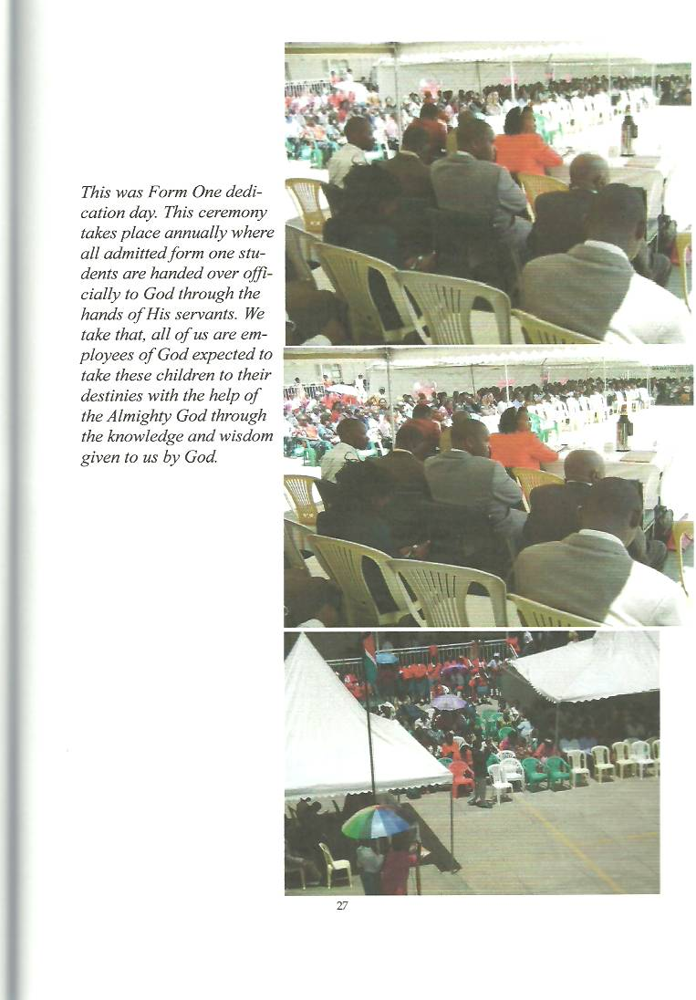 This was Form One dedi-
cation day. This ceremony
takes place annually where
all admitted form one stu-
dents are handed over offi-
cially to God through the
hands of His servants. We
take that, all of us are em-
ployees of God expected to
take these children to their
destinies with the help of
the Almighty God through
the knowledge and wisdom
given to us by God.
27